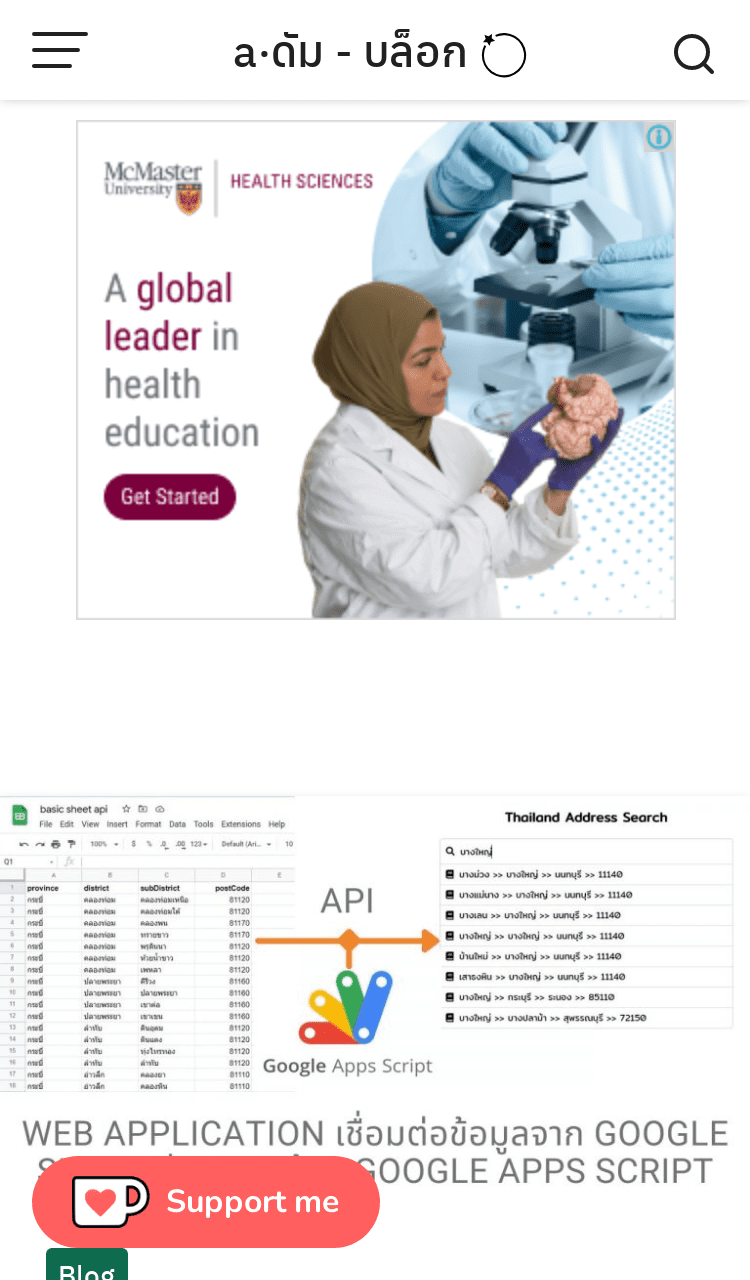 a·ดัม - บล็อก
McMaster
University
HEALTH SCIENCES
A global
leader in
health
education
Get Started
basic sheet api
File Edit View Insert Format Data Tools Extensions Help
100% $ % .0 .00 123 Default (Ari... 10
Q1 fx
A B C D E
1 province district subDistrict postCode
2 กระบี่ คลองท่อม คลองท่อมเหนือ 81120
3 กระบี่ คลองท่อม คลองท่อมใต้ 81120
4 กระบี่ คลองท่อม คลองพน 81170
5 กระบี่ คลองท่อม ทรายขาว 81170
6 กระบี่ คลองท่อม พรุดินนา 81120
7 กระบี่ คลองท่อม ห้วยน้ำขาว 81120
8 กระบี่ คลองท่อม เพหลา 81120
9 กระบี่ ปลายพระยา คีรีวง 81160
10 กระบี่ ปลายพระยา ปลายพระยา 81160
11 กระบี่ ปลายพระยา เขาต่อ 81160
12 กระบี่ ปลายพระยา เขาเขน 81160
13 กระบี่ ลำทับ ดินอุดม 81120
14 กระบี่ ลำทับ ดินแดง 81120
15 กระบี่ ลำทับ ทุ่งไทรทอง 81120
16 กระบี่ ลำทับ ลำทับ 81120
17 กระบี่ อ่าวลึก คลองยา 81110
18 กระบี่ อ่าวลึก คลองหิน 81110
API
Google Apps Script
Thailand Address Search
บางใหญ่
บางม่วง >> บางใหญ่ >> นนทบุรี >> 11140
บางแม่นาง >> บางใหญ่ >> นนทบุรี >> 11140
บางเลน >> บางใหญ่ >> นนทบุรี >> 11140
บางใหญ่ >> บางใหญ่ >> นนทบุรี >> 11140
บ้านใหม่ >> บางใหญ่ >> นนทบุรี >> 11140
เสาธงหิน >> บางใหญ่ >> นนทบุรี >> 11140
บางใหญ่ >> กระบุรี >> ระนอง >> 85110
บางใหญ่ >> บางปลาม้า >> สุพรรณบุรี >> 72150
WEB APPLICATION เชื่อมต่อข้อมูลจาก GOOGLE
GOOGLE APPS SCRIPT
Support me
Blog